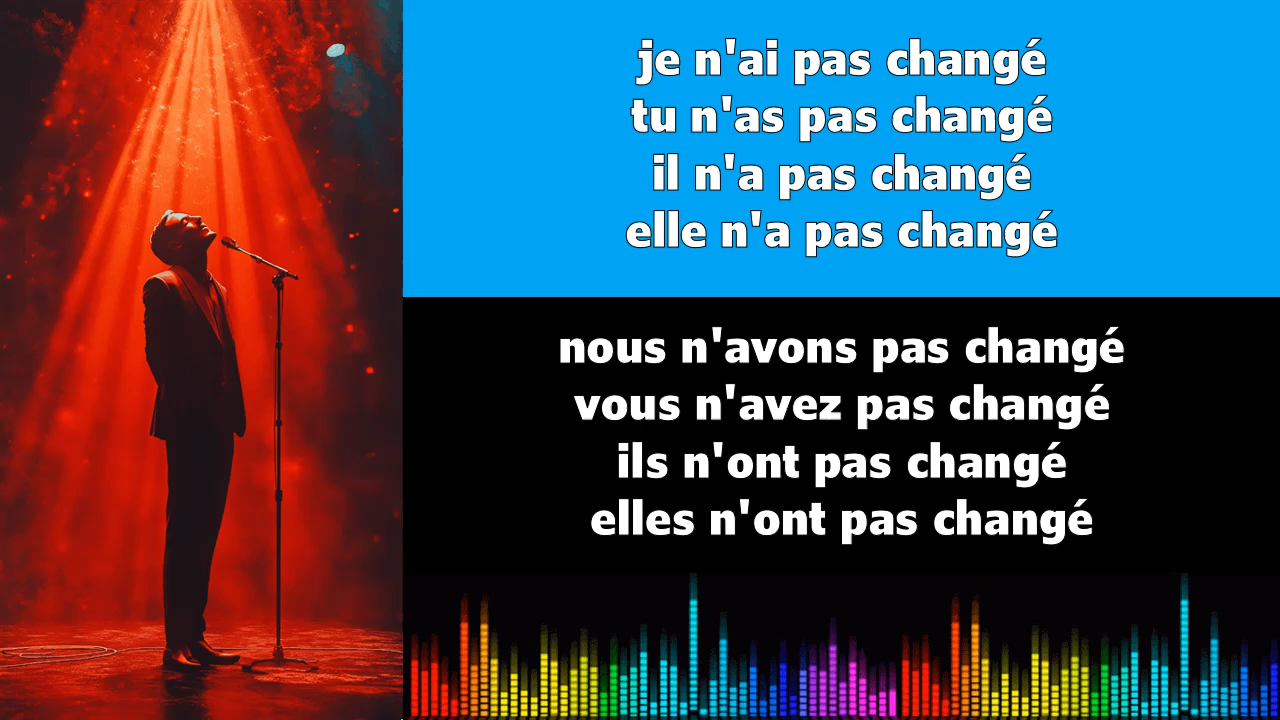 je n'ai pas changé
tu n'as pas changé
il n'a pas changé
elle n'a pas changé
nous n'avons pas changé
vous n'avez pas changé
ils n'ont pas changé
elles n'ont pas changé